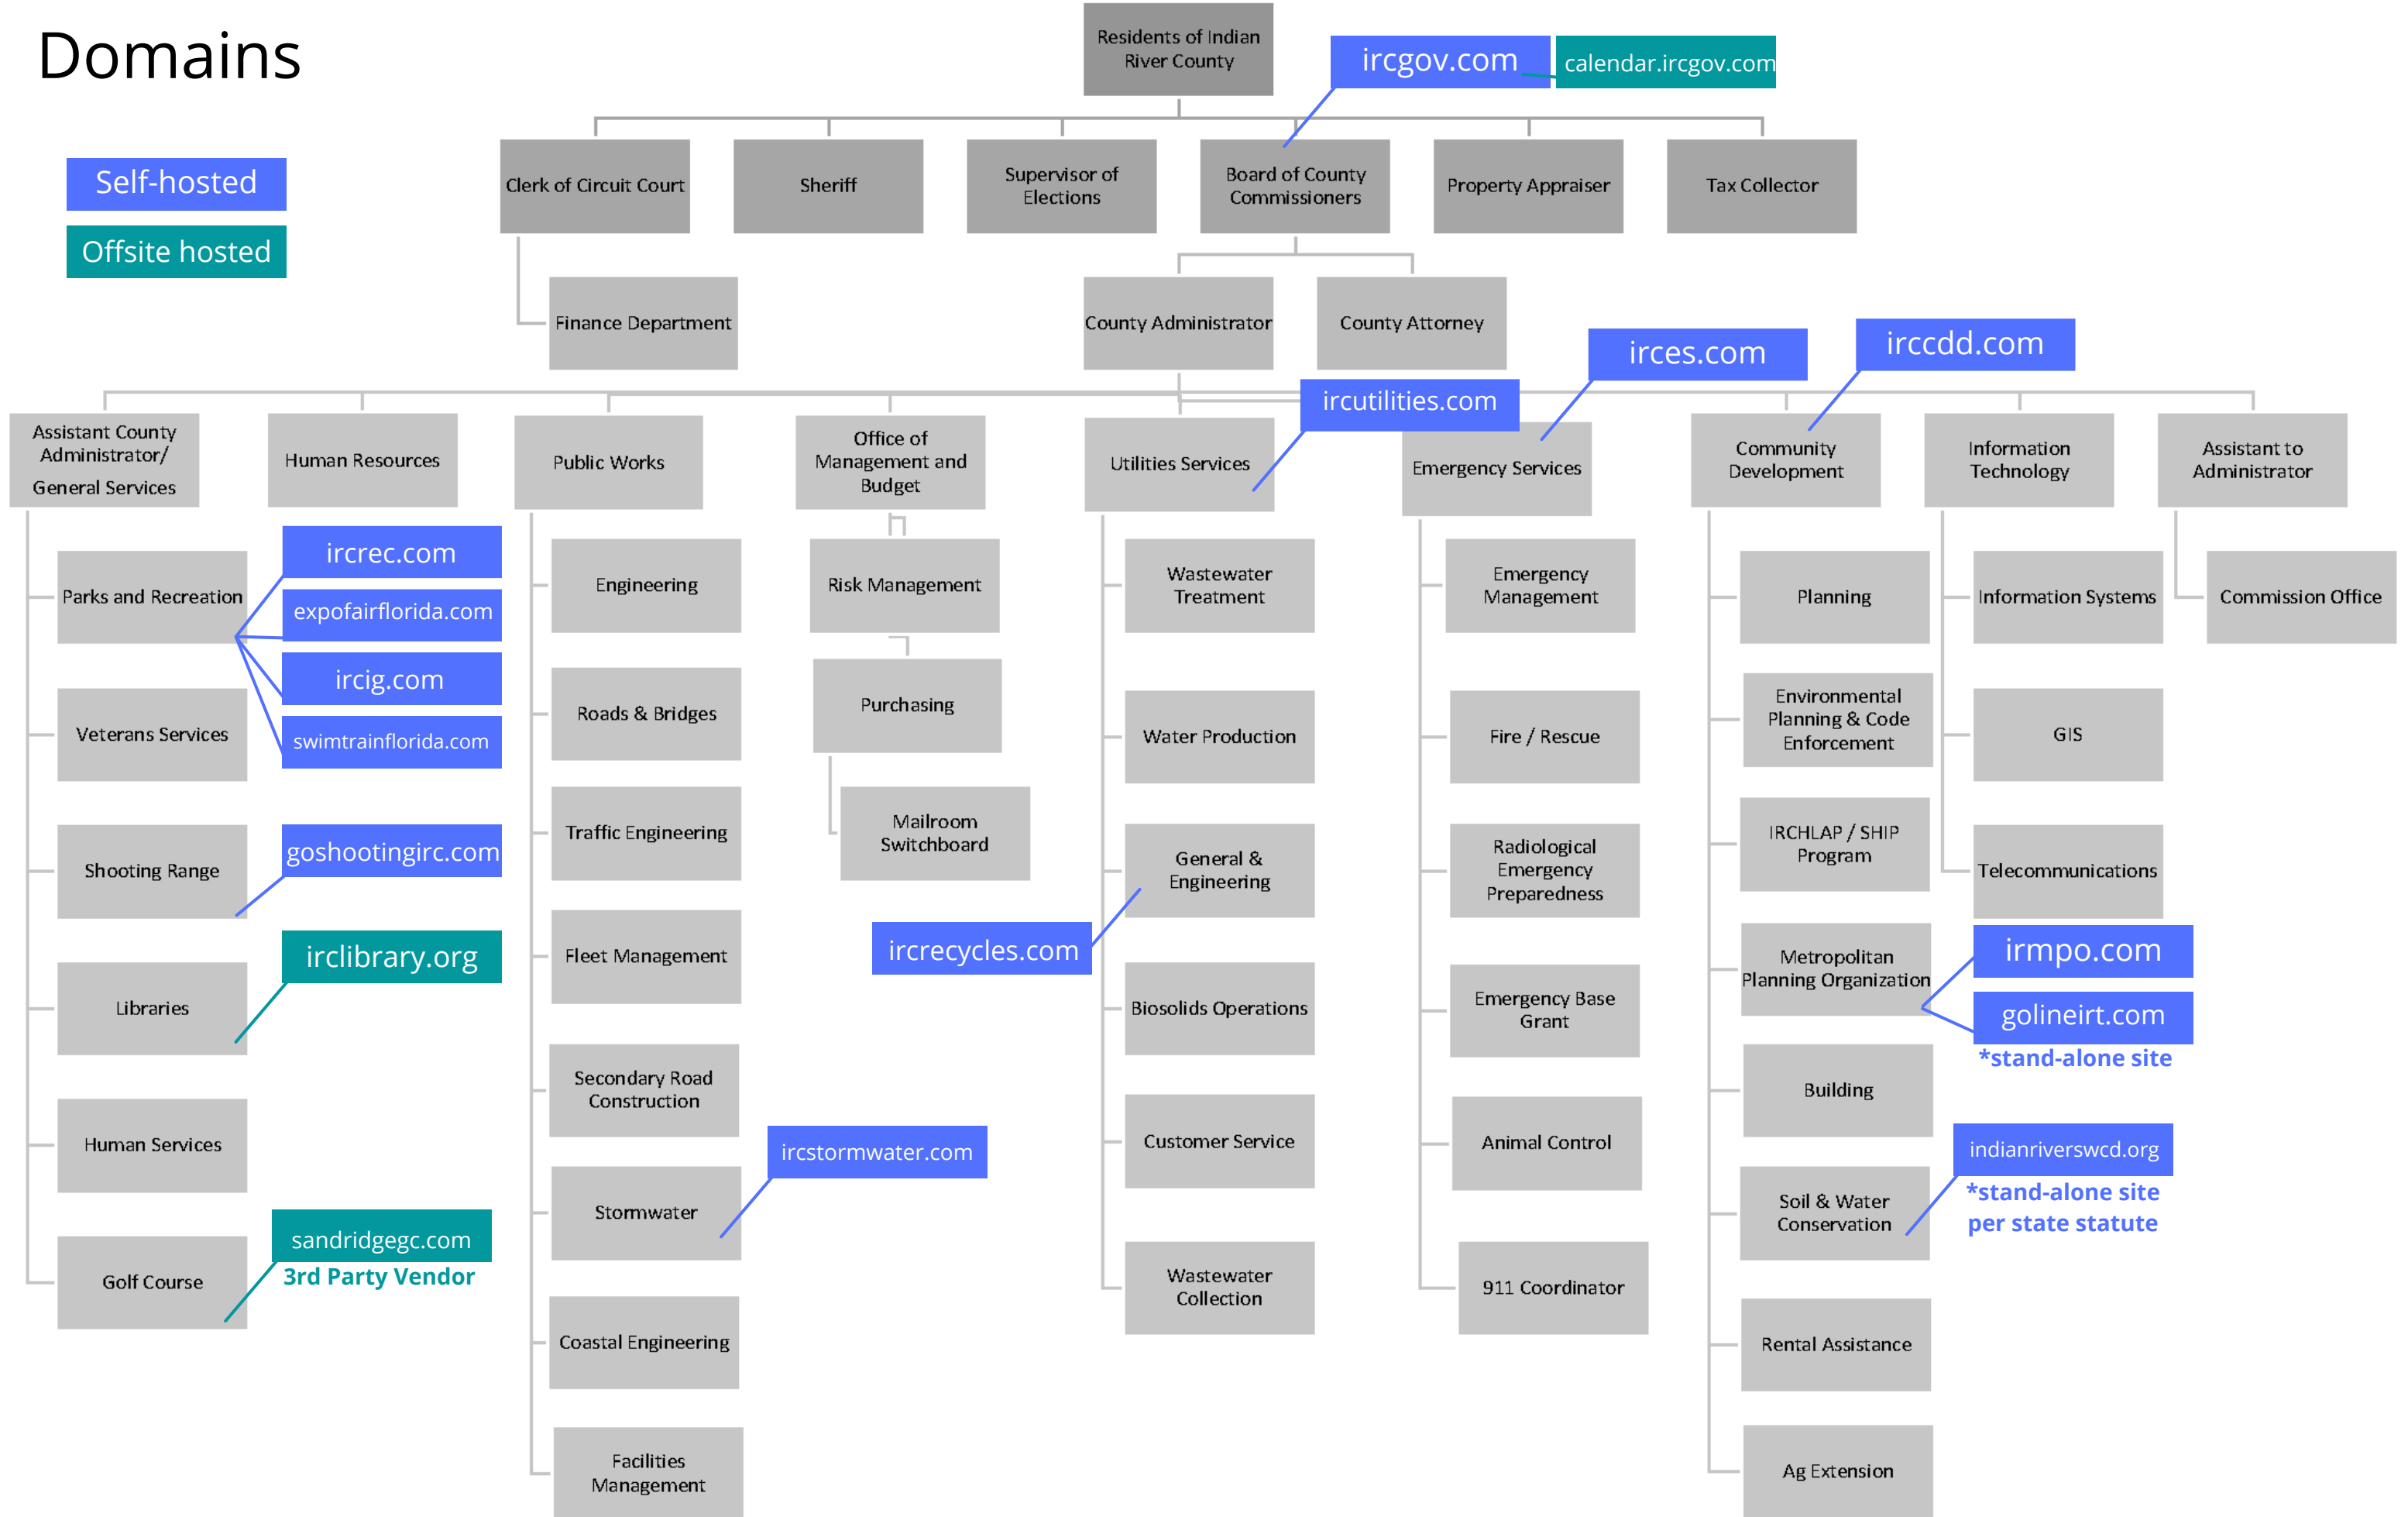 Domains
Self-hosted
Offsite hosted
Residents of Indian
River County
ircgov.com
calendar.ircgov.com
Clerk of Circuit Court
Sheriff
Supervisor of
Elections
Board of County
Commissioners
Property Appraiser
Tax Collector
Finance Department
County Administrator
County Attorney
irces.com
irccdd.com
ircutilities.com
Assistant County
Administrator/
General Services
Human Resources
Public Works
Office of
Management and
Budget
Utilities Services
Emergency Services
Community
Development
Information
Technology
Assistant to
Administrator
Parks and Recreation
ircrec.com
expofairflorida.com
ircig.com
swimtrainflorida.com
Veterans Services
Shooting Range
goshootingirc.com
Libraries
irclibrary.org
Human Services
Golf Course
sandridgegc.com
3rd Party Vendor
Engineering
Roads & Bridges
Traffic Engineering
Fleet Management
Secondary Road
Construction
Stormwater
ircstormwater.com
Coastal Engineering
Facilities
Management
Risk Management
Purchasing
Mailroom
Switchboard
Wastewater
Treatment
Water Production
General &
Engineering
ircrecycles.com
Biosolids Operations
Customer Service
Wastewater
Collection
Emergency
Management
Fire / Rescue
Radiological
Emergency
Preparedness
Emergency Base
Grant
Animal Control
911 Coordinator
Planning
Environmental
Planning & Code
Enforcement
IRCHLAP / SHIP
Program
Metropolitan
Planning Organization
irmpo.com
golineirt.com
*stand-alone site
Building
Soil & Water
Conservation
indianriverswcd.org
*stand-alone site
per state statute
Rental Assistance
Ag Extension
Information Systems
GIS
Telecommunications
Commission Office